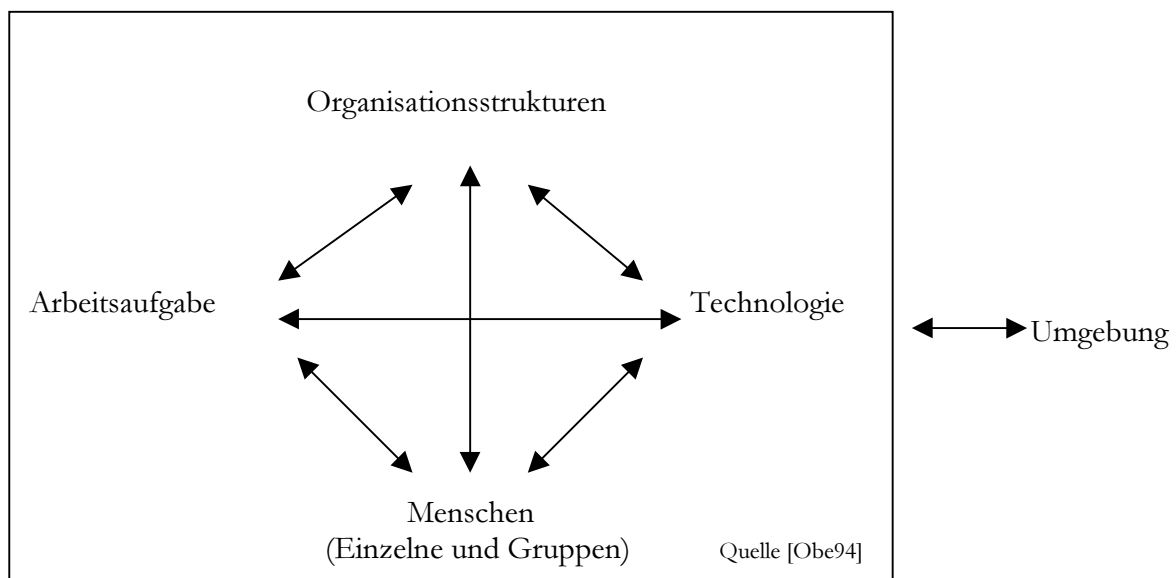 Organisationsstrukturen
Arbeitsaufgabe
Technologie
Umgebung
Menschen
(Einzelne und Gruppen)
Quelle [Obe94]